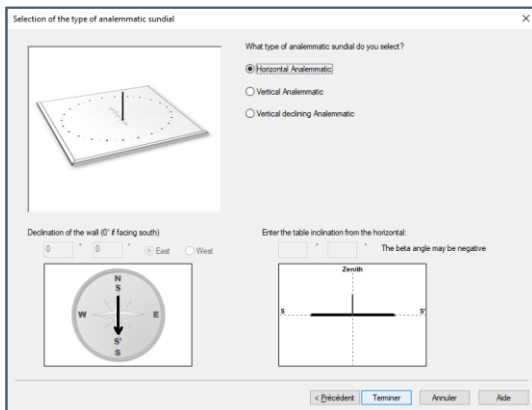 Selection of the type of analemmatic sundial
What type of analemmatic sundial do you select?
Horizontal Analemmatic
Vertical Analemmatic
Vertical declining Analemmatic
Declination of the wall (0° if facing south)
0 ° 0 ° East West
Enter the table inclination from the horizontal:
° ° The beta angle may be negative
N
S
W E
S'
S
Zenith
S S'
< Précédent Terminer Annuler Aide